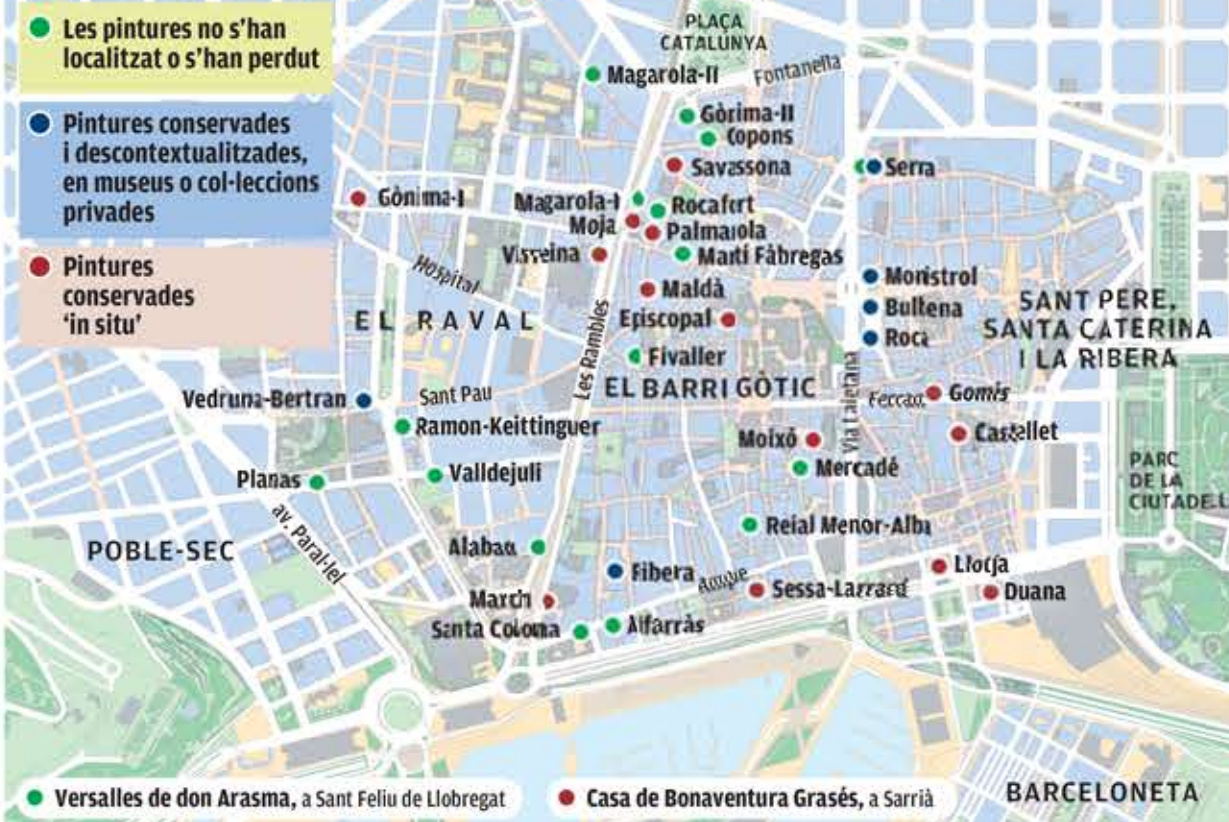 Les pintures no s'han
localitzat o s'han perdut
Pintures conservades
i descontextualitzades,
en museus o col·leccions
privades
Pintures
conservades
'in situ'
PLAÇA
CATALUNYA
Fontanella
Magarola-II
Gòrima-II
Copons
Savassona
Serra
Gònima-I
Magarola-I
Rocafort
Moja
Palmarola
Virreina
Martí Fàbregas
Hospital
Maldà
Monistrol
Episcopal
Bultena
Roca
SANT PERE,
SANTA CATERINA
I LA RIBERA
EL RAVAL
Les Rambles
Fivaller
EL BARRI GÒTIC
Via Laietana
Vedruna-Bertran
Sant Pau
Gomis
Ramon-Keittinguer
Moixó
Castellet
Mercadé
Planas
Valldejuli
PARC
DE LA
CIUTADEL
av. Paral·lel
Reial Menor-Alba
POBLE-SEC
Alabau
Ribera
Llotja
March
Sessa-Larrard
Duana
Santa Coloma
Alfarràs
Versalles de don Arasma, a Sant Feliu de Llobregat
Casa de Bonaventura Grasés, a Sarrià
BARCELONETA